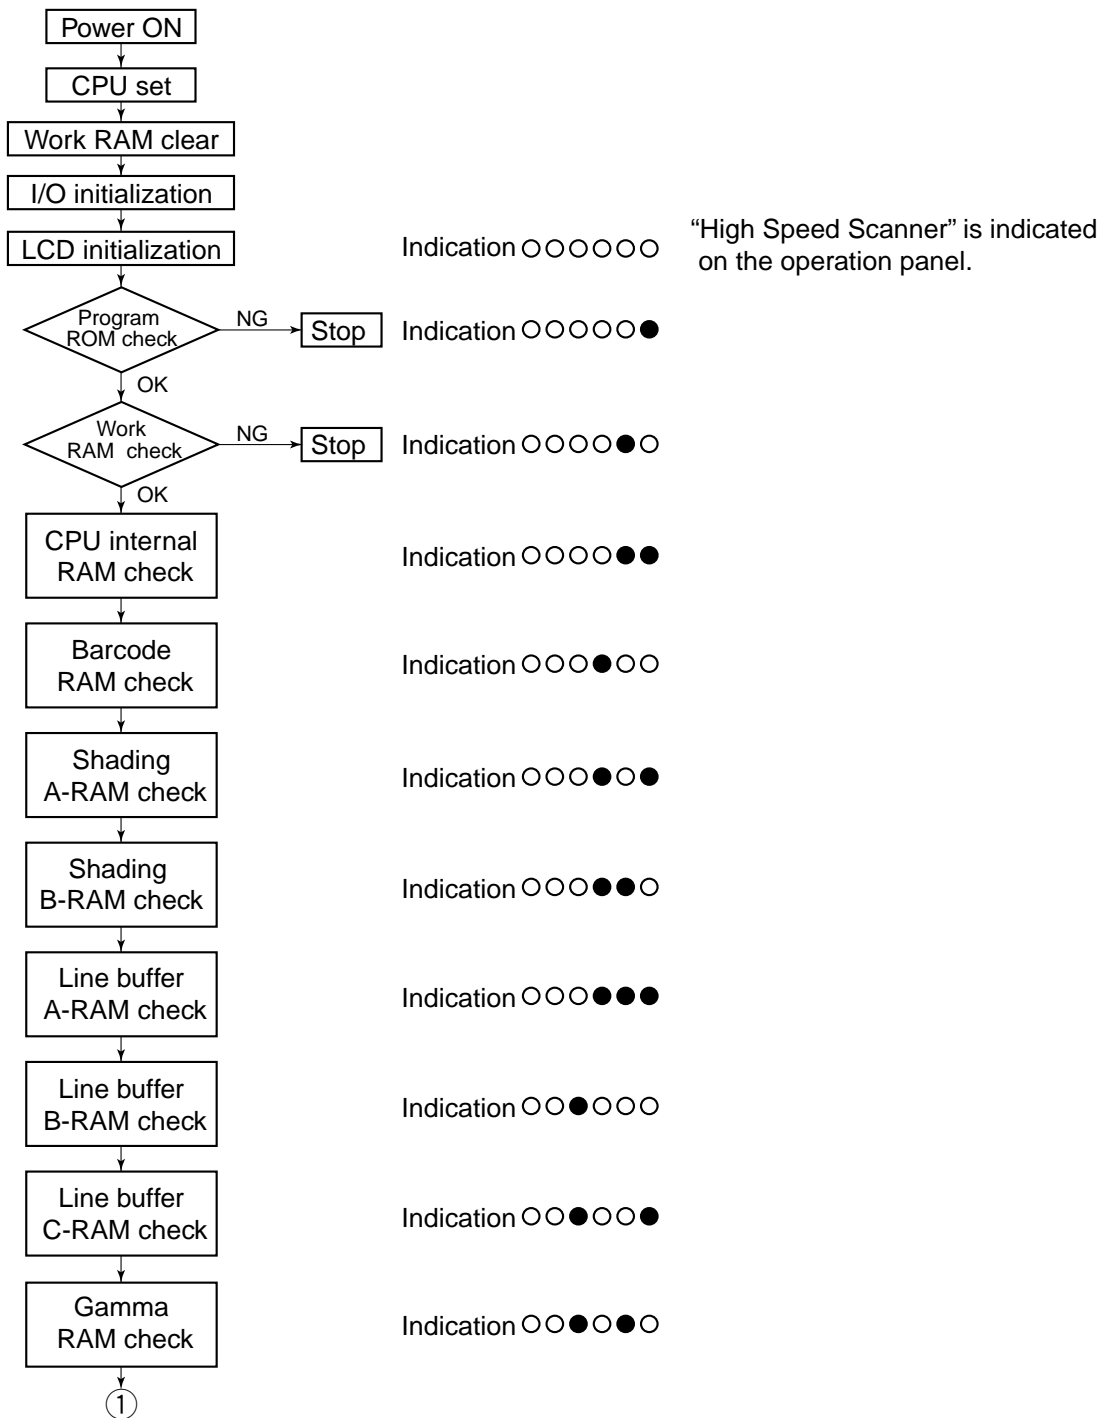 Power ON
CPU set
Work RAM clear
I/O initialization
LCD initialization
Indication ○○○○○○
“High Speed Scanner” is indicated
on the operation panel.
Program
ROM check
NG
Stop
Indication ○○○○○●
OK
Work
RAM check
NG
Stop
Indication ○○○○●○
OK
CPU internal
RAM check
Indication ○○○○●●
Barcode
RAM check
Indication ○○○●○○
Shading
A-RAM check
Indication ○○○●○●
Shading
B-RAM check
Indication ○○○●●○
Line buffer
A-RAM check
Indication ○○○●●●
Line buffer
B-RAM check
Indication ○○●○○○
Line buffer
C-RAM check
Indication ○○●○○●
Gamma
RAM check
Indication ○○●○●○
①